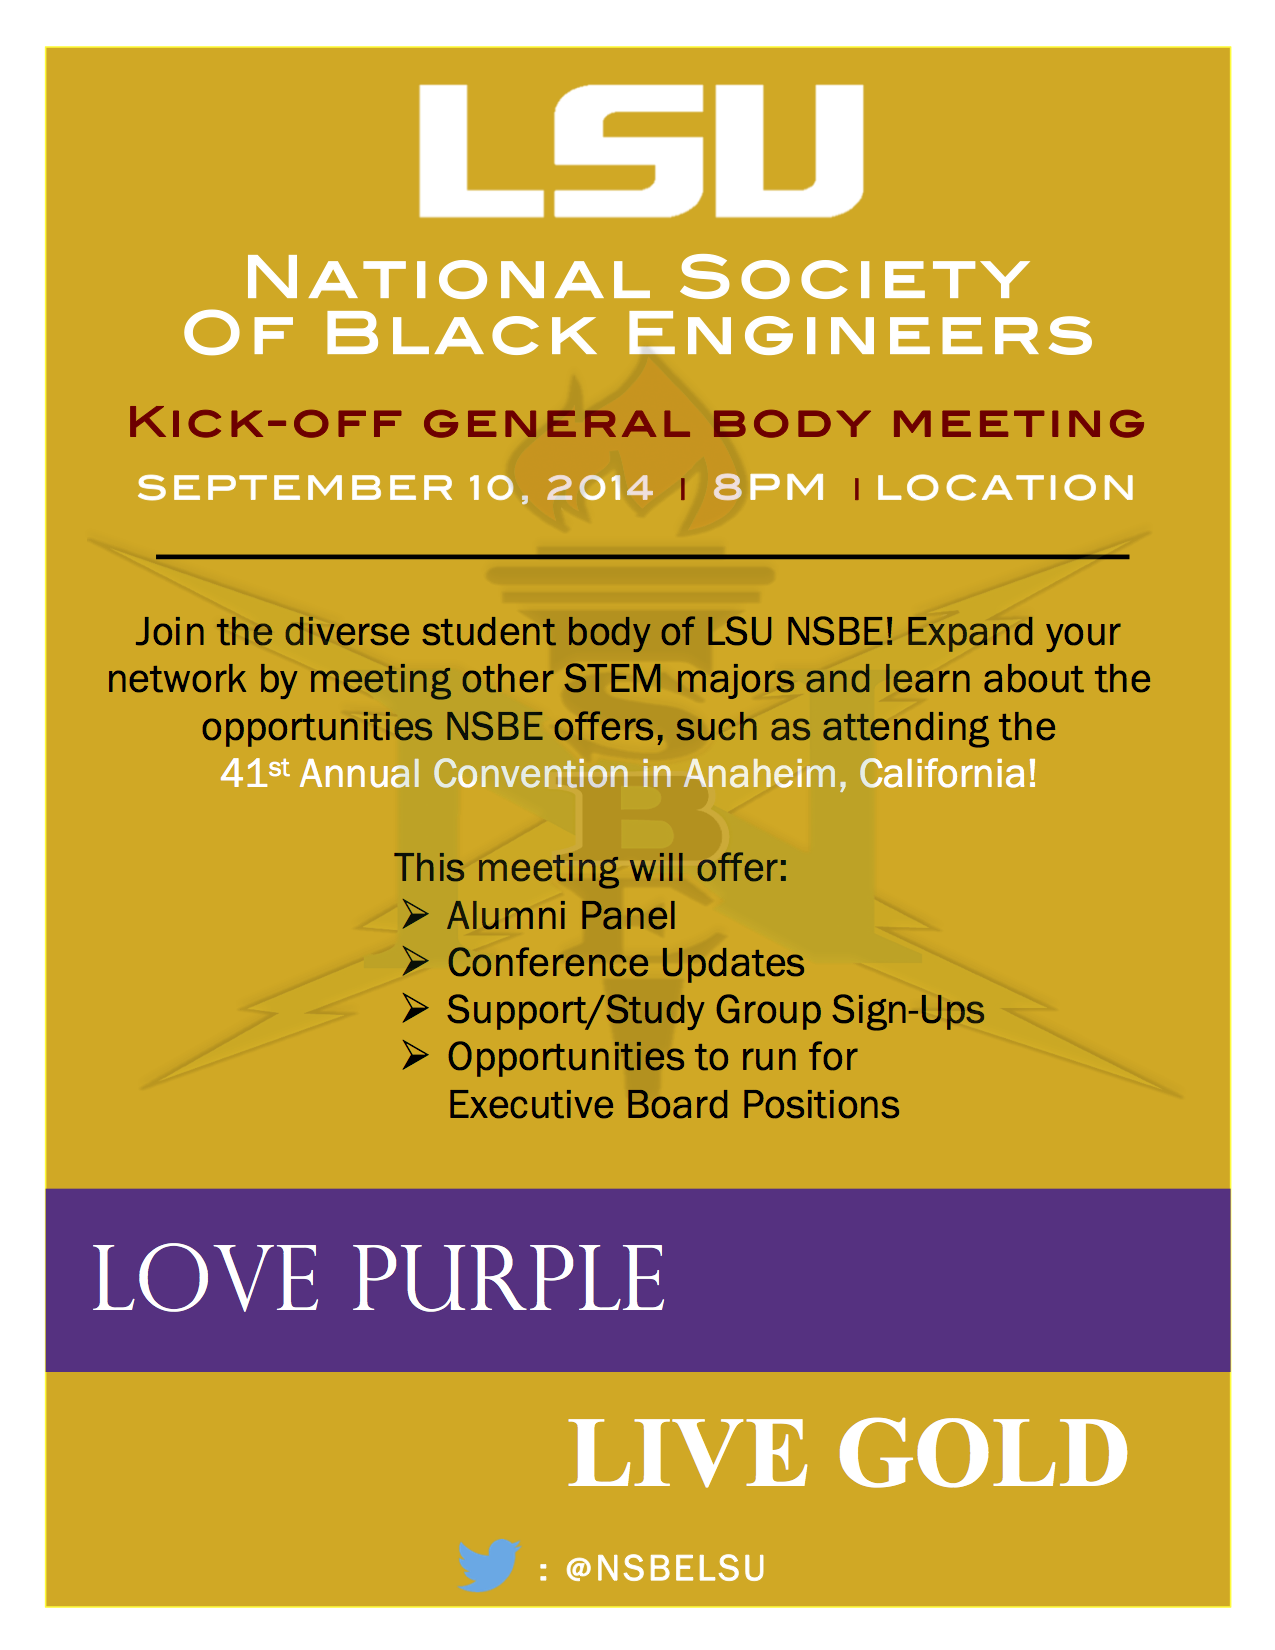 LSU
National Society
Of Black Engineers
Kick-off general body meeting
September 10, 2014 | 8PM | Location
Join the diverse student body of LSU NSBE! Expand your
network by meeting other STEM majors and learn about the
opportunities NSBE offers, such as attending the
41st Annual Convention in Anaheim, California!
This meeting will offer:
➢ Alumni Panel
➢ Conference Updates
➢ Support/Study Group Sign-Ups
➢ Opportunities to run for
Executive Board Positions
N
S
B
E
LOVE PURPLE
LIVE GOLD
: @NSBELSU